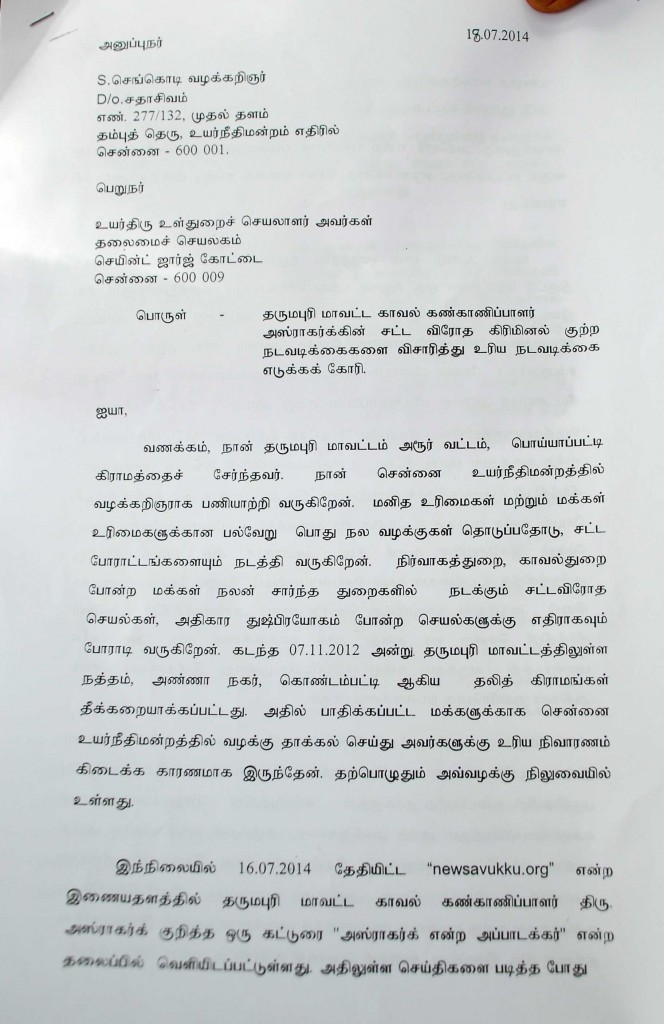 அனுப்புநர் 18.07.2014
S.செங்கொடி வழக்கறிஞர்
D/o.சதாசிவம்
எண். 277/132, முதல் தளம்
தம்புத் தெரு, உயர்நீதிமன்றம் எதிரில்
சென்னை - 600 001.
பெறுநர்
உயர்திரு உள்துறைச் செயலாளர் அவர்கள்
தலைமைச் செயலகம்
செயின்ட் ஜார்ஜ் கோட்டை
சென்னை - 600 009
பொருள் - தருமபுரி மாவட்ட காவல் கண்காணிப்பாளர்
அஸ்ராகர்க்கின் சட்ட விரோத கிரிமினல் குற்ற
நடவடிக்கைகளை விசாரித்து உரிய நடவடிக்கை
எடுக்கக் கோரி.
ஐயா,
வணக்கம், நான் தருமபுரி மாவட்டம் அரூர் வட்டம், பொய்யாப்பட்டி
கிராமத்தைச் சேர்ந்தவர். நான் சென்னை உயர்நீதிமன்றத்தில்
வழக்கறிஞராக பணியாற்றி வருகிறேன். மனித உரிமைகள் மற்றும் மக்கள்
உரிமைகளுக்கான பல்வேறு பொது நல வழக்குகள் தொடுப்பதோடு, சட்ட
போராட்டங்களையும் நடத்தி வருகிறேன். நிர்வாகத்துறை, காவல்துறை
போன்ற மக்கள் நலன் சார்ந்த துறைகளில் நடக்கும் சட்டவிரோத
செயல்கள், அதிகார துஷ்பிரயோகம் போன்ற செயல்களுக்கு எதிராகவும்
போராடி வருகிறேன். கடந்த 07.11.2012 அன்று தருமபுரி மாவட்டத்திலுள்ள
நத்தம், அண்ணா நகர், கொண்டம்பட்டி ஆகிய தலித் கிராமங்கள்
தீக்கறையாக்கப்பட்டது. அதில் பாதிக்கப்பட்ட மக்களுக்காக சென்னை
உயர்நீதிமன்றத்தில் வழக்கு தாக்கல் செய்து அவர்களுக்கு உரிய நிவாரணம்
கிடைக்க காரணமாக இருந்தேன். தற்பொழுதும் அவ்வழக்கு நிலுவையில்
உள்ளது.
இந்நிலையில் 16.07.2014 தேதியிட்ட “newsavukku.org” என்ற
இணையதளத்தில் தருமபுரி மாவட்ட காவல் கண்காணிப்பாளர் திரு.
அஸ்ராகர்க் குறித்த ஒரு கட்டுரை "அஸ்ராகர்க் என்ற அப்பாடக்கர்" என்ற
தலைப்பில் வெளியிடப்பட்டுள்ளது. அதிலுள்ள செய்திகளை படித்த போது